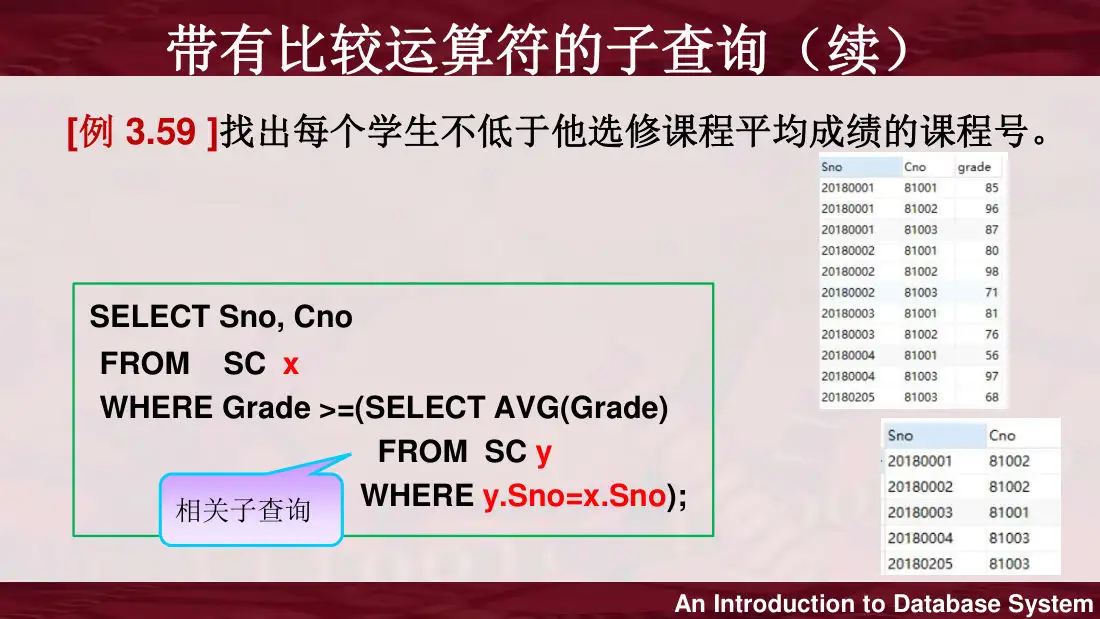 带有比较运算符的子查询（续）
[例 3.59 ]找出每个学生不低于他选修课程平均成绩的课程号。
Sno Cno grade
20180001 81001 85
20180001 81002 96
20180001 81003 87
20180002 81001 80
20180002 81002 98
20180002 81003 71
20180003 81001 81
20180003 81002 76
20180004 81001 56
20180004 81003 97
20180205 81003 68
SELECT Sno, Cno
FROM SC x
WHERE Grade >=(SELECT AVG(Grade)
FROM SC y
WHERE y.Sno=x.Sno);
相关子查询
Sno Cno
20180001 81002
20180002 81002
20180003 81001
20180004 81003
20180205 81003
An Introduction to Database System